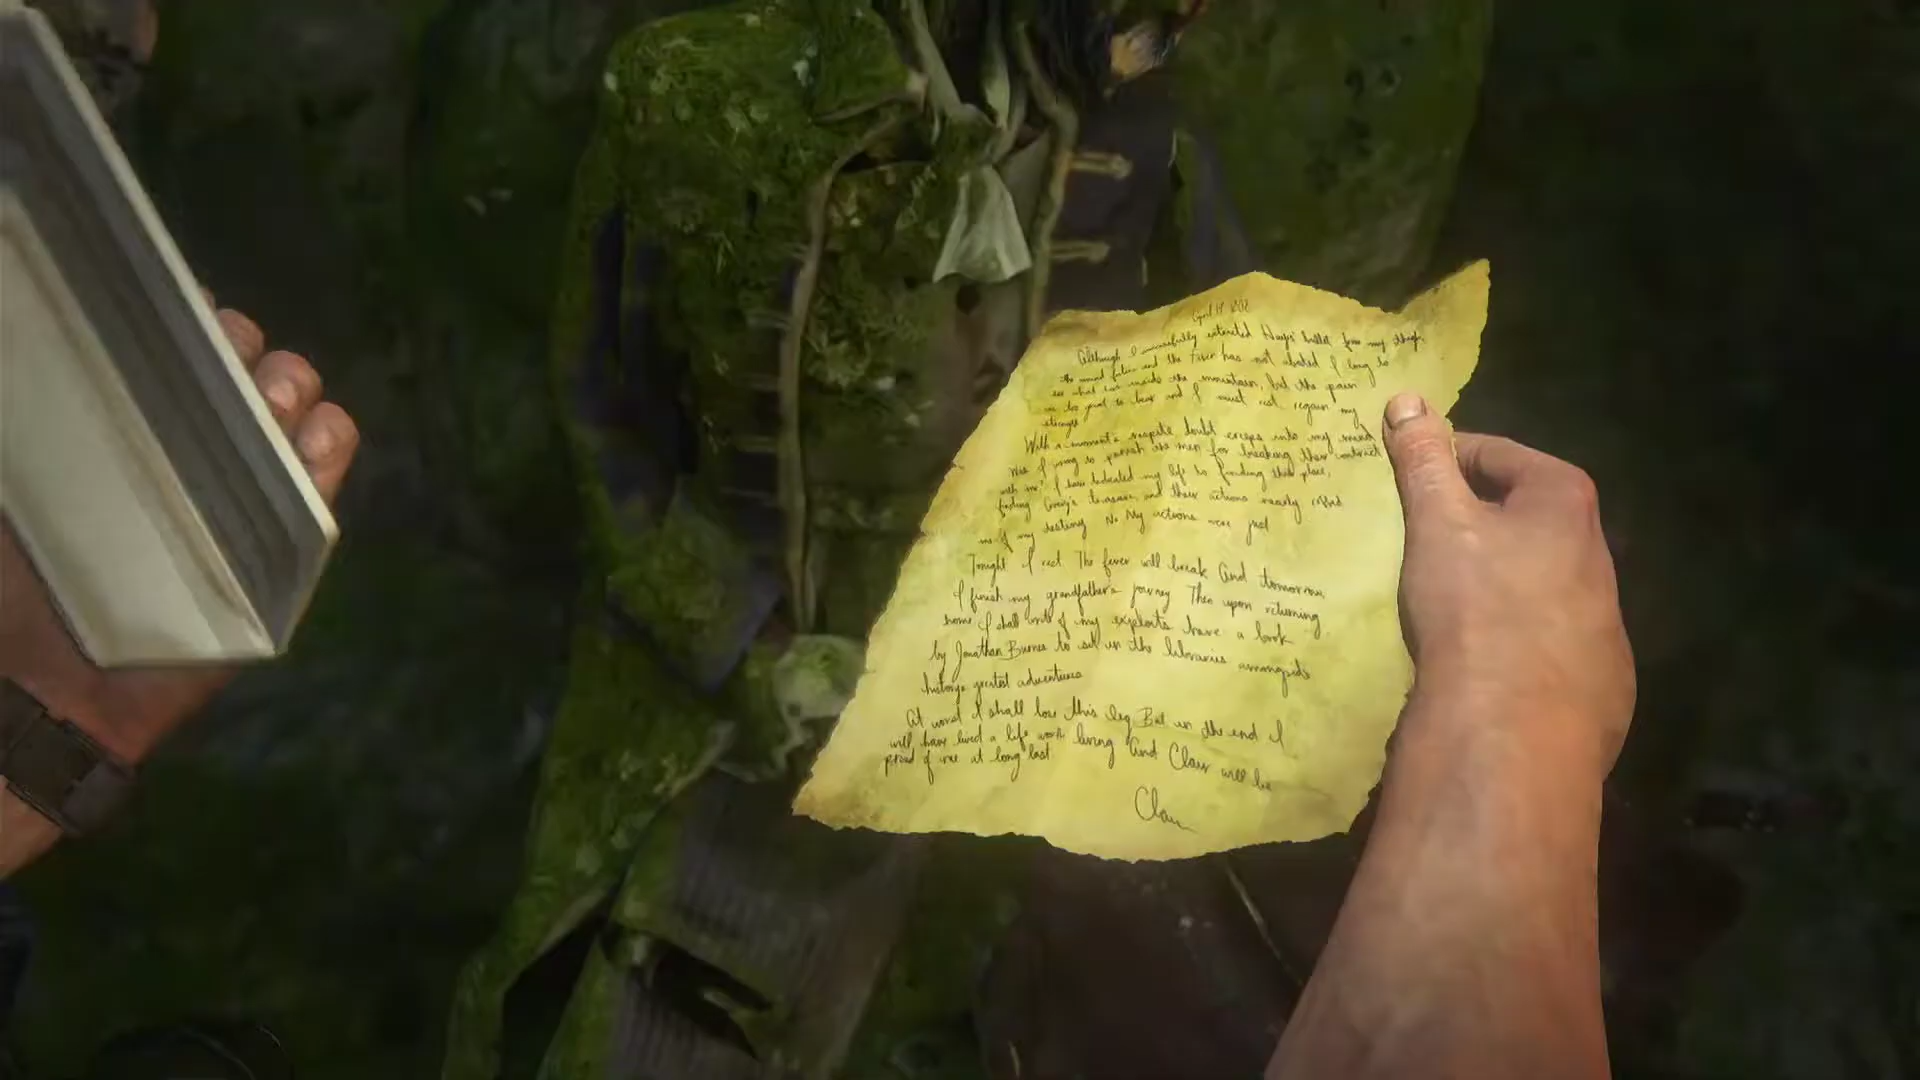 April 19 1802
Although I successfully extracted Hays' bullet from my thigh,
the wound festers and the fever has not abated I long to
see what lies inside the mountain, but the pain
is too great to bear and I must rest regain my
strength
With a moment's respite doubt creeps into my mind
Was I wrong to punish the men for breaking their contract
with me? I have dedicated my life to finding this place,
finding treasure and their actions nearly robbed
me of my destiny No My actions were just
Tonight I rest The fever will break And tomorrow,
I finish my grandfather's journey Then upon returning
home I shall write of my exploits have a book
by Jonathan Burnes to sit in the libraries amongside
history's greatest adventures
At worst I shall lose this leg But in the end I
will have lived a life worth living And Clair will be
proud of me at long last
Clair